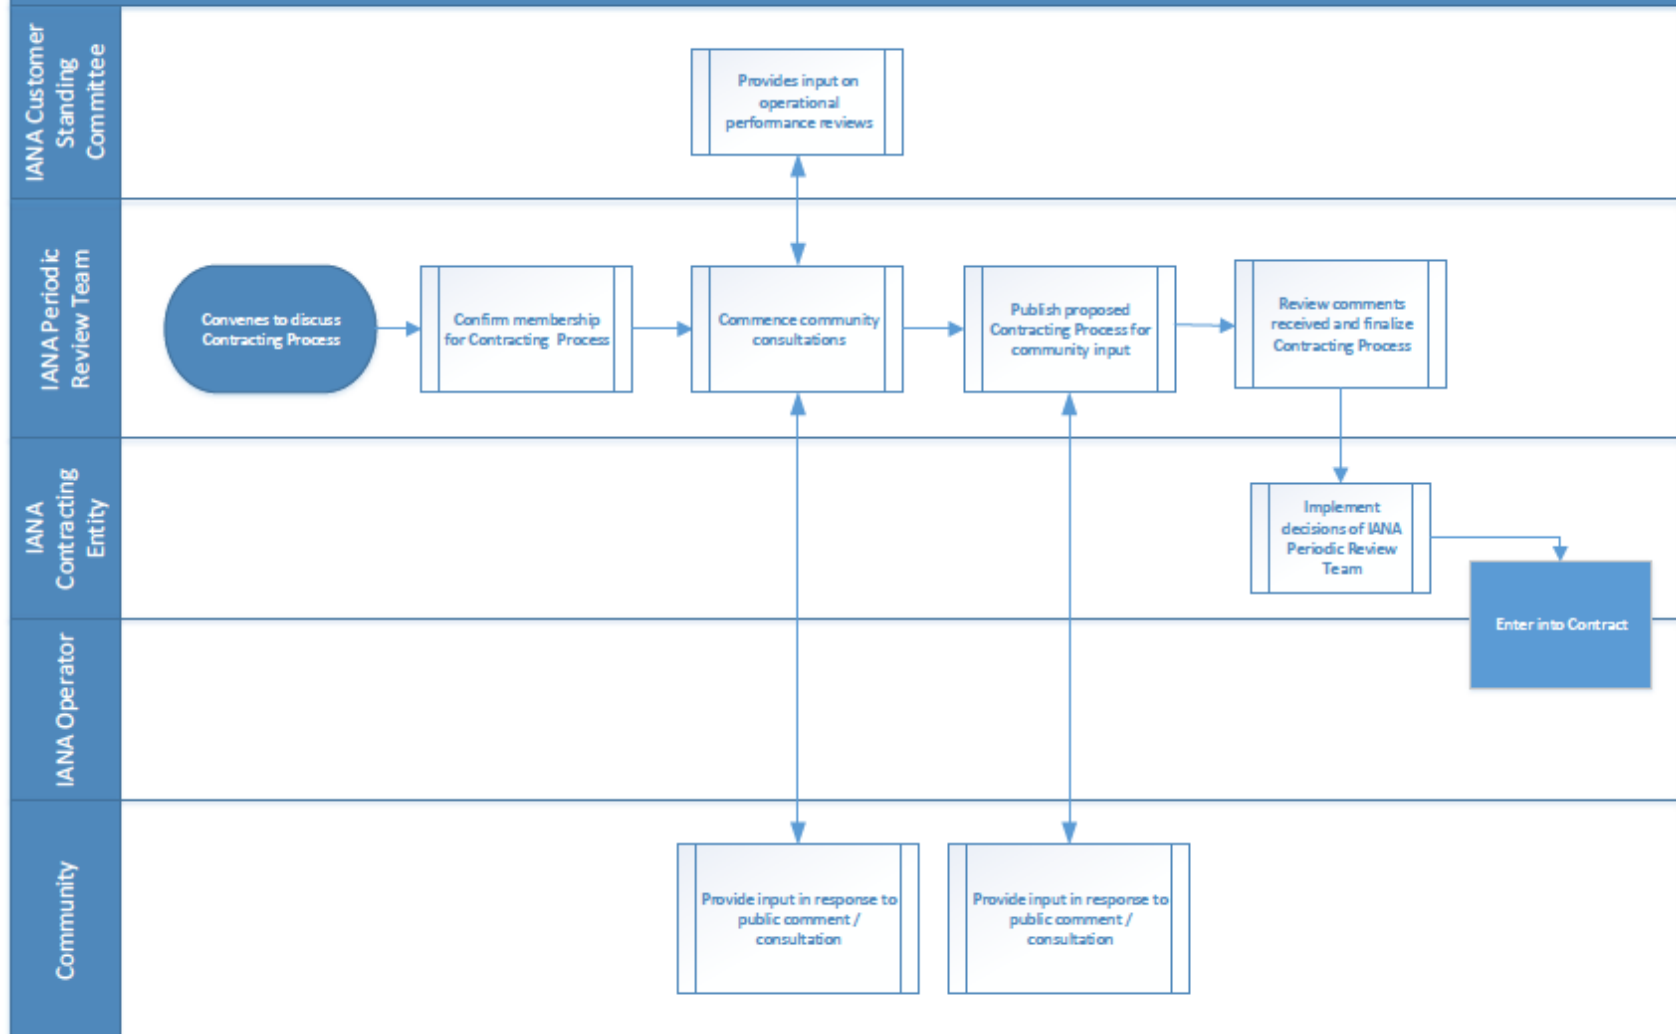 IANA Customer
Standing
Committee
Provides input on
operational
performance reviews
IANA Periodic
Review Team
Convenes to discuss
Contracting Process
Confirm membership
for Contracting Process
Commence community
consultations
Publish proposed
Contracting Process for
community input
Review comments
received and finalize
Contracting Process
IANA
Contracting
Entity
Implement
decisions of IANA
Periodic Review
Team
Enter into Contract
IANA Operator
Community
Provide input in response to
public comment /
consultation
Provide input in response to
public comment /
consultation